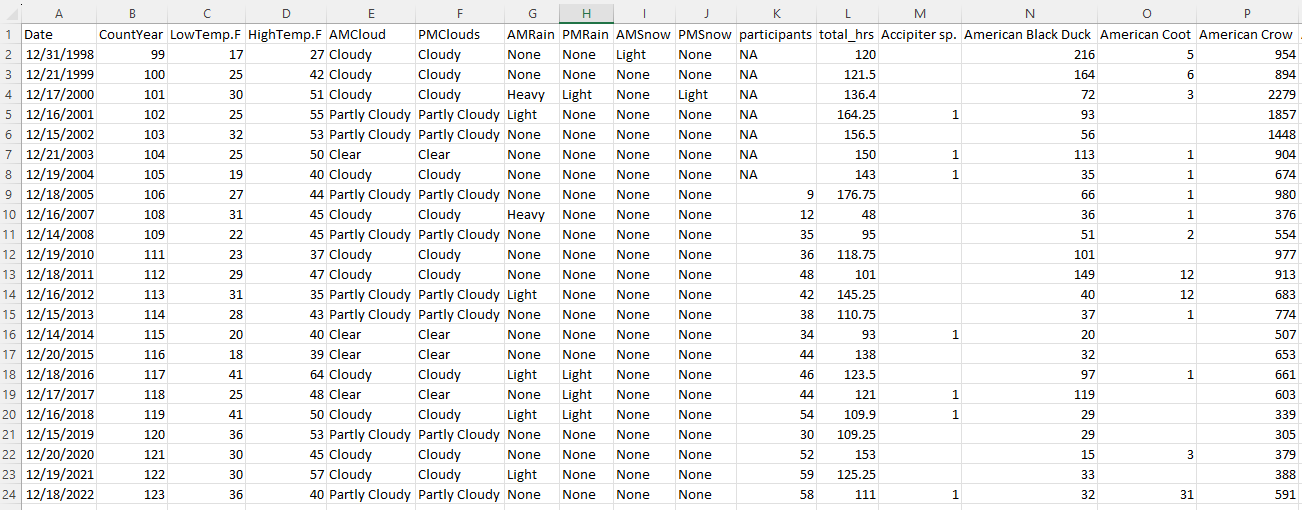 A B C D E F G H I J K L M N O P
1 Date CountYear LowTemp.F HighTemp.F AMCloud PMClouds AMRain PMRain AMSnow PMSnow participants total_hrs Accipiter sp. American Black Duck American Coot American Crow
2 12/31/1998 99 17 27 Cloudy Cloudy None None Light None NA 120 216 5 954
3 12/21/1999 100 25 42 Cloudy Cloudy None None None None NA 121.5 164 6 894
4 12/17/2000 101 30 51 Cloudy Cloudy Heavy Light None Light NA 136.4 72 3 2279
5 12/16/2001 102 25 55 Partly Cloudy Partly Cloudy Light None None None NA 164.25 1 93 1857
6 12/15/2002 103 32 53 Partly Cloudy Partly Cloudy None None None None NA 156.5 56 1448
7 12/21/2003 104 25 50 Clear Clear None None None None NA 150 1 113 1 904
8 12/19/2004 105 19 40 Cloudy Cloudy None None None None NA 143 1 35 1 674
9 12/18/2005 106 27 44 Partly Cloudy Partly Cloudy None None None None 9 176.75 66 1 980
10 12/16/2007 108 31 45 Cloudy Cloudy Heavy None None None 12 48 36 1 376
11 12/14/2008 109 22 45 Partly Cloudy Partly Cloudy None None None None 35 95 51 2 554
12 12/19/2010 111 23 37 Cloudy Cloudy None None None None 36 118.75 101 977
13 12/18/2011 112 29 47 Cloudy Cloudy None None None None 48 101 149 12 913
14 12/16/2012 113 31 35 Partly Cloudy Partly Cloudy Light None None None 42 145.25 40 12 683
15 12/15/2013 114 28 43 Partly Cloudy Partly Cloudy None None None None 38 110.75 37 1 774
16 12/14/2014 115 20 40 Clear Clear None None None None 34 93 1 20 507
17 12/20/2015 116 18 39 Clear Clear None None None None 44 138 32 653
18 12/18/2016 117 41 64 Cloudy Cloudy Light Light None None 46 123.5 97 1 661
19 12/17/2017 118 25 48 Clear Clear None Light None None 44 121 1 119 603
20 12/16/2018 119 41 50 Cloudy Cloudy Light Light None None 54 109.9 1 29 339
21 12/15/2019 120 36 53 Partly Cloudy Partly Cloudy None None None None 30 109.25 29 305
22 12/20/2020 121 30 45 Cloudy Cloudy None None None None 52 153 15 3 379
23 12/19/2021 122 30 57 Cloudy Cloudy Light None None None 59 125.25 33 388
24 12/18/2022 123 36 40 Partly Cloudy Partly Cloudy None None None None 58 111 1 32 31 591